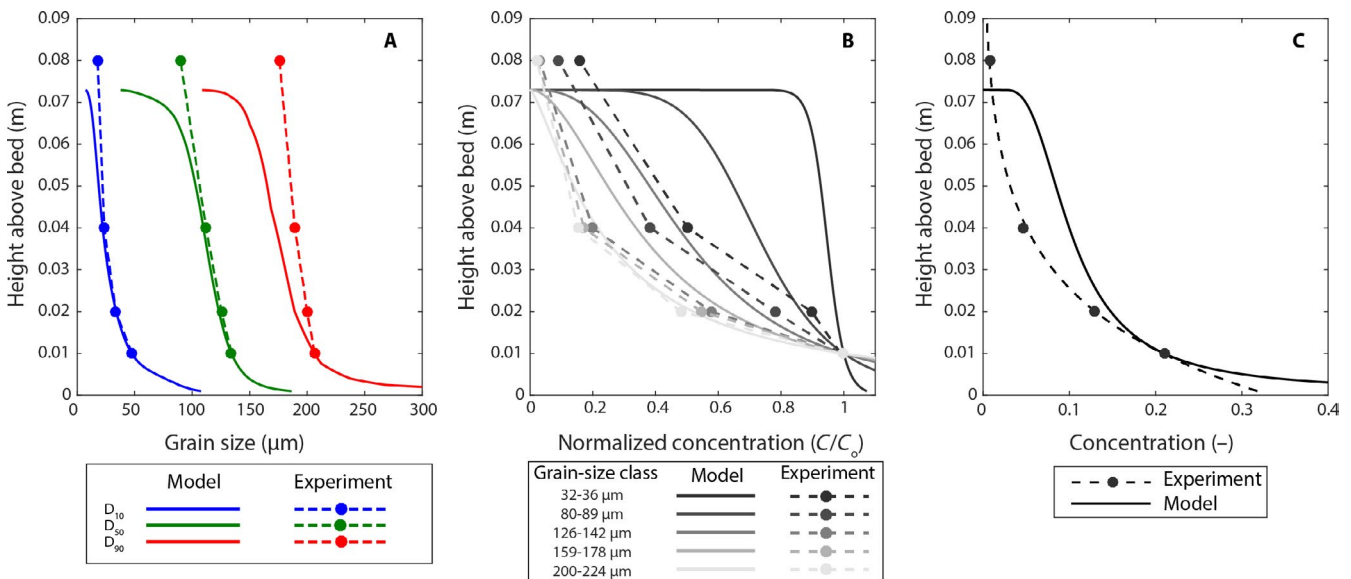 A
0.09
0.08
0.07
0.06
0.05
0.04
0.03
0.02
0.01
0
Height above bed (m)
0 50 100 150 200 250 300
Grain size (µm)
Model Experiment
D10
D50
D90
B
0.09
0.08
0.07
0.06
0.05
0.04
0.03
0.02
0.01
0
Height above bed (m)
0 0.2 0.4 0.6 0.8 1
Normalized concentration (C/Co)
Grain-size class Model Experiment
32-36 µm
80-89 µm
126-142 µm
159-178 µm
200-224 µm
C
0.09
0.08
0.07
0.06
0.05
0.04
0.03
0.02
0.01
0
Height above bed (m)
0 0.1 0.2 0.3 0.4
Concentration (–)
Experiment
Model